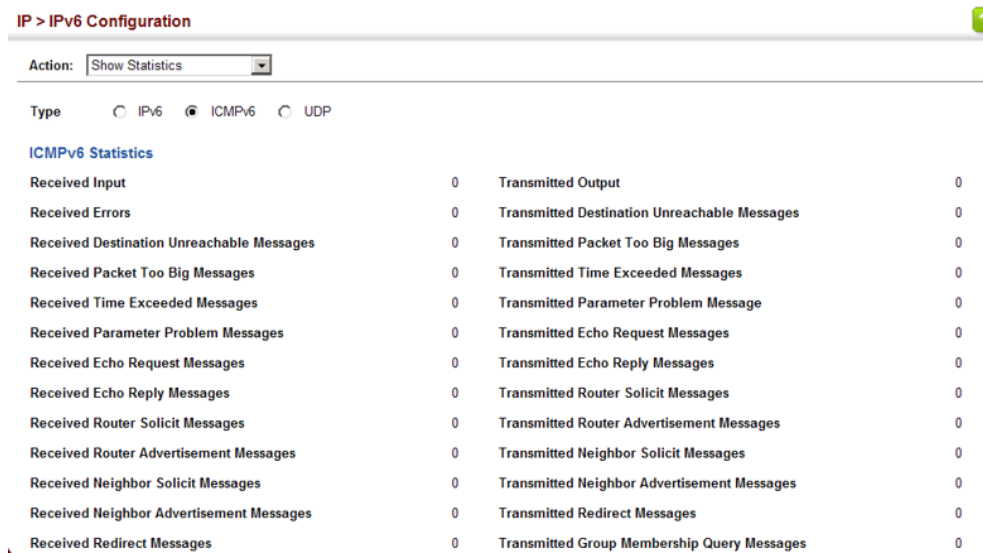 IP > IPv6 Configuration
Action: Show Statistics
Type IPv6 ICMPv6 UDP
ICMPv6 Statistics
Received Input 0 Transmitted Output 0
Received Errors 0 Transmitted Destination Unreachable Messages 0
Received Destination Unreachable Messages 0 Transmitted Packet Too Big Messages 0
Received Packet Too Big Messages 0 Transmitted Time Exceeded Messages 0
Received Time Exceeded Messages 0 Transmitted Parameter Problem Message 0
Received Parameter Problem Messages 0 Transmitted Echo Request Messages 0
Received Echo Request Messages 0 Transmitted Echo Reply Messages 0
Received Echo Reply Messages 0 Transmitted Router Solicit Messages 0
Received Router Solicit Messages 0 Transmitted Router Advertisement Messages 0
Received Router Advertisement Messages 0 Transmitted Neighbor Solicit Messages 0
Received Neighbor Solicit Messages 0 Transmitted Neighbor Advertisement Messages 0
Received Neighbor Advertisement Messages 0 Transmitted Redirect Messages 0
Received Redirect Messages 0 Transmitted Group Membership Query Messages 0